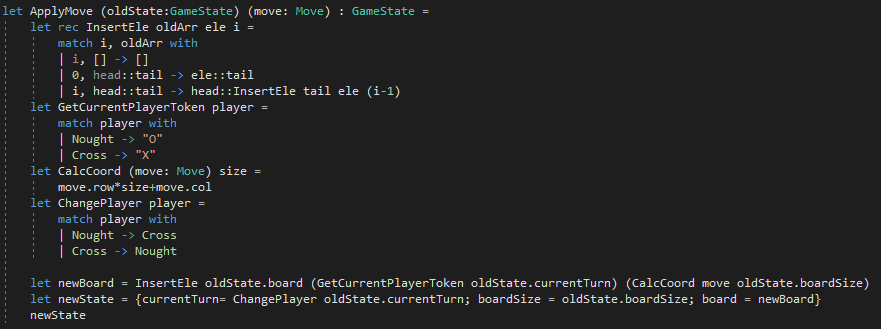 let ApplyMove (oldState:GameState) (move: Move) : GameState =
    let rec InsertEle oldArr ele i =
        match i, oldArr with
        | i, [] -> []
        | 0, head::tail -> ele::tail
        | i, head::tail -> head::InsertEle tail ele (i-1)
    let GetCurrentPlayerToken player =
        match player with
        | Nought -> "O"
        | Cross -> "X"
    let CalcCoord (move: Move) size =
        move.row*size+move.col
    let ChangePlayer player =
        match player with
        | Nought -> Cross
        | Cross -> Nought

    let newBoard = InsertEle oldState.board (GetCurrentPlayerToken oldState.currentTurn) (CalcCoord move oldState.boardSize)
    let newState = {currentTurn= ChangePlayer oldState.currentTurn; boardSize = oldState.boardSize; board = newBoard}
    newState